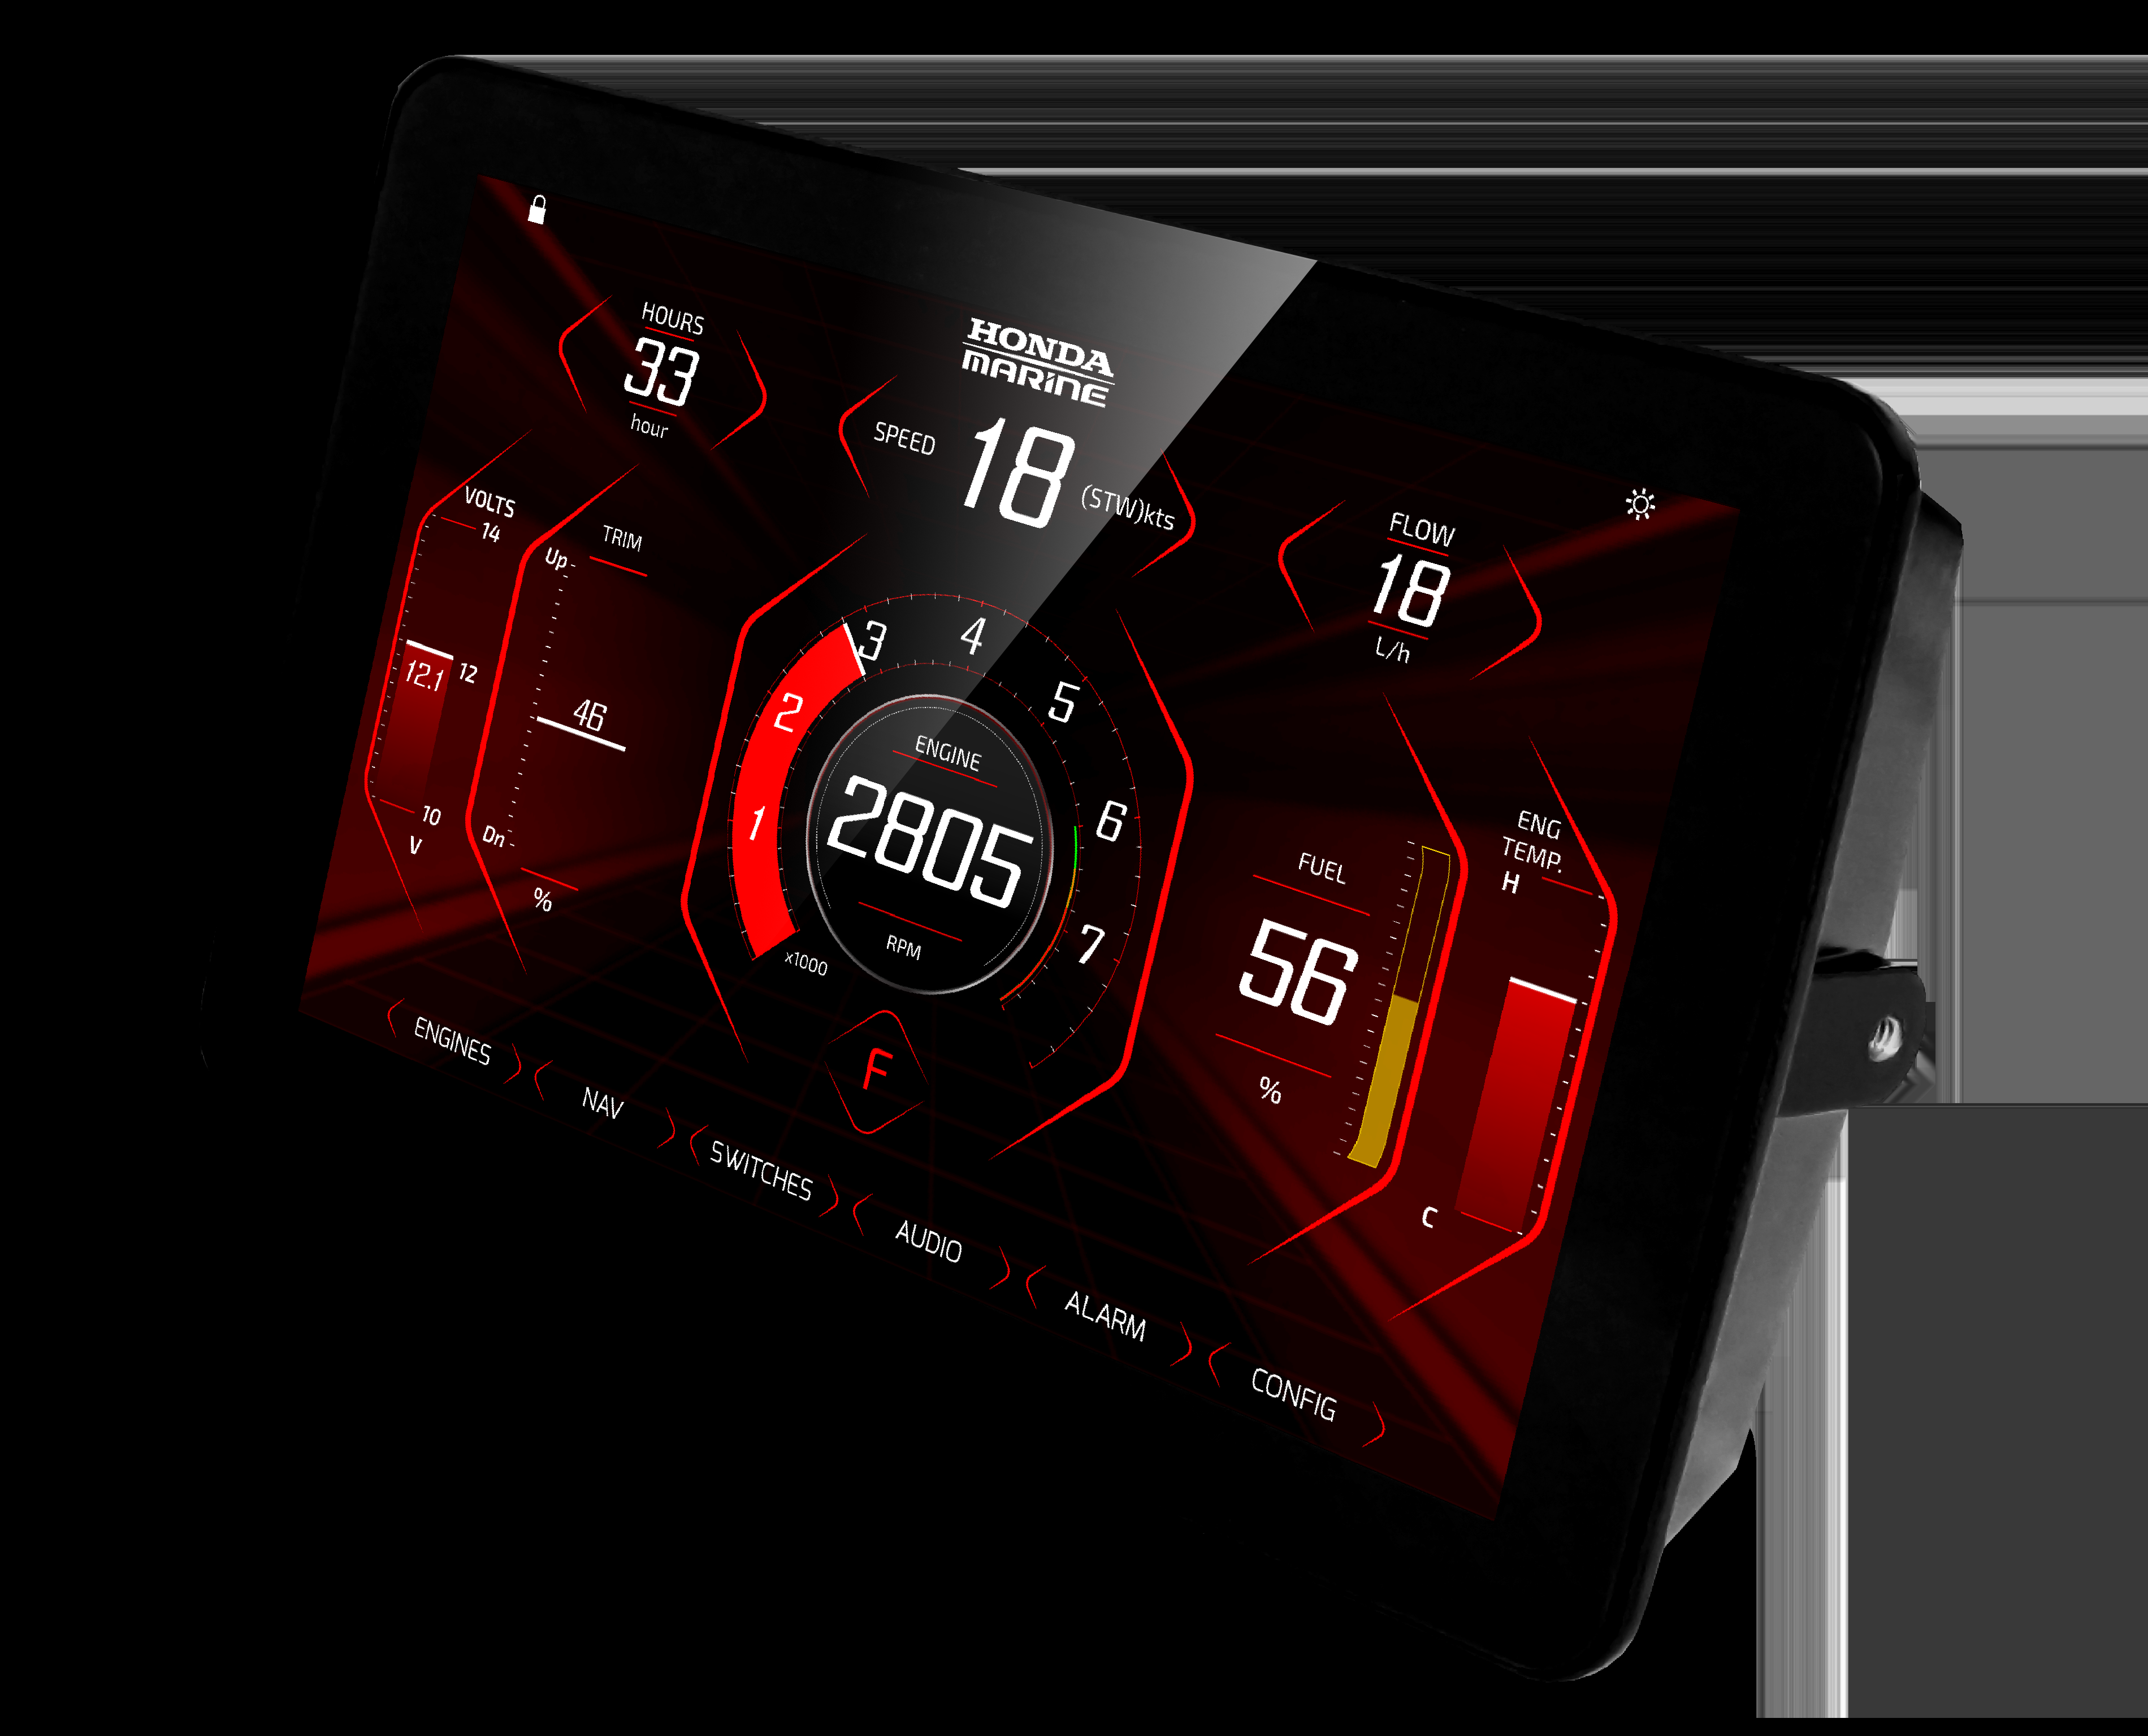 HONDA
MARINE
HOURS
33
hour
SPEED
18
(STW)kts
FLOW
18
L/h
VOLTS
14
12.1
12
10
V
TRIM
Up
46
Dn
%
1
2
3
4
5
6
7
x1000
ENGINE
2805
RPM
F
FUEL
56
%
ENG
TEMP.
H
C
ENGINES
NAV
SWITCHES
AUDIO
ALARM
CONFIG